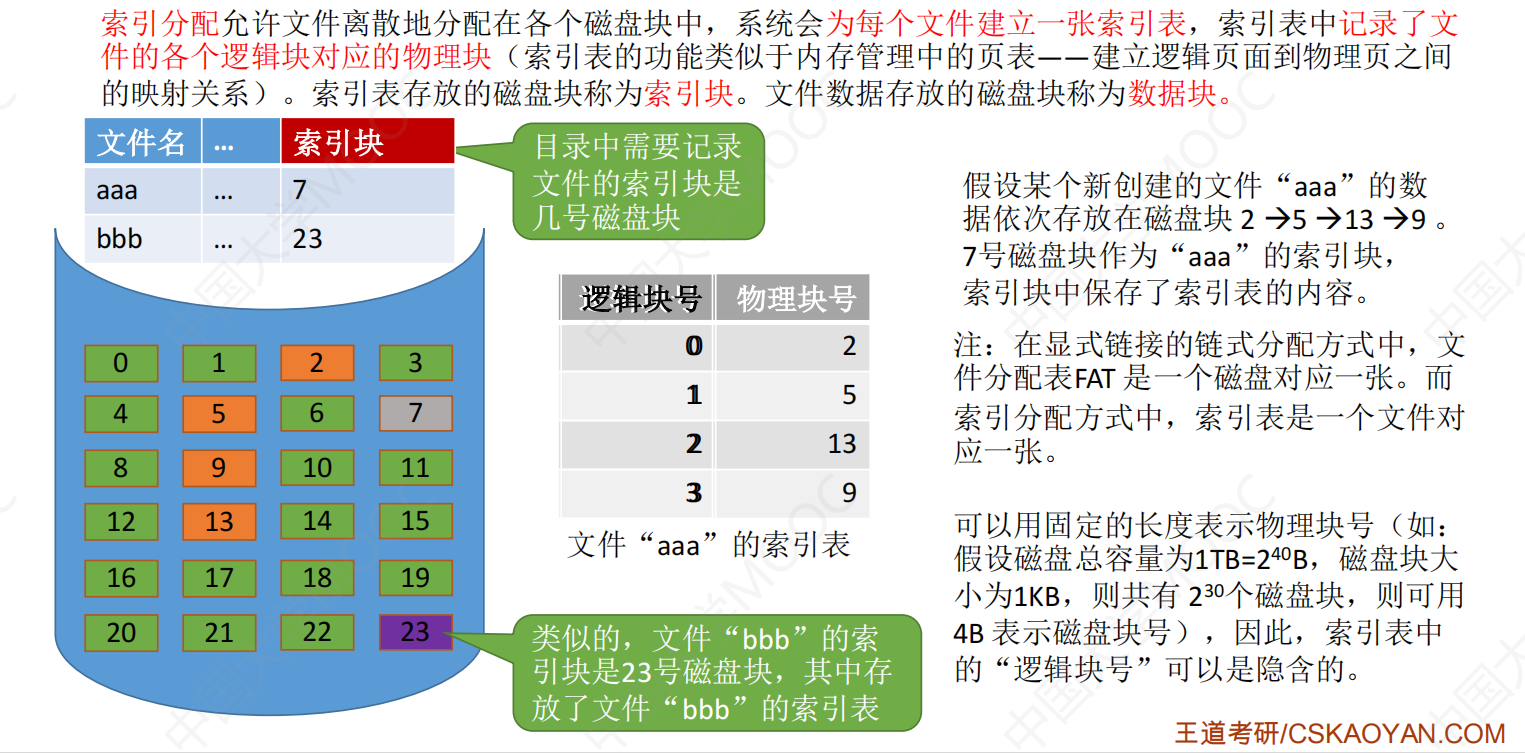 索引分配允许文件离散地分配在各个磁盘块中，系统会为每个文件建立一张索引表，索引表中记录了文
件的各个逻辑块对应的物理块（索引表的功能类似于内存管理中的页表——建立逻辑页面到物理页之间
的映射关系）。索引表存放的磁盘块称为索引块。文件数据存放的磁盘块称为数据块。
文件名 … 索引块
aaa … 7
bbb … 23
目录中需要记录
文件的索引块是
几号磁盘块
0 1 2 3
4 5 6 7
8 9 10 11
12 13 14 15
16 17 18 19
20 21 22 23
逻辑块号 物理块号
0 2
1 5
2 13
3 9
文件“aaa”的索引表
类似的，文件“bbb”的索
引块是23号磁盘块，其中存
放了文件“bbb”的索引表
假设某个新创建的文件“aaa”的数
据依次存放在磁盘块 2 →5 →13 →9 。
7号磁盘块作为“aaa”的索引块，
索引块中保存了索引表的内容。
注：在显式链接的链式分配方式中，文
件分配表FAT 是一个磁盘对应一张。而
索引分配方式中，索引表是一个文件对
应一张。
可以用固定的长度表示物理块号（如：
假设磁盘总容量为1TB=2⁴⁰B，磁盘块大
小为1KB，则共有 2³⁰个磁盘块，则可用
4B 表示磁盘块号），因此，索引表中
的“逻辑块号”可以是隐含的。
王道考研/CSKAOYAN.COM
中国大学MOOC